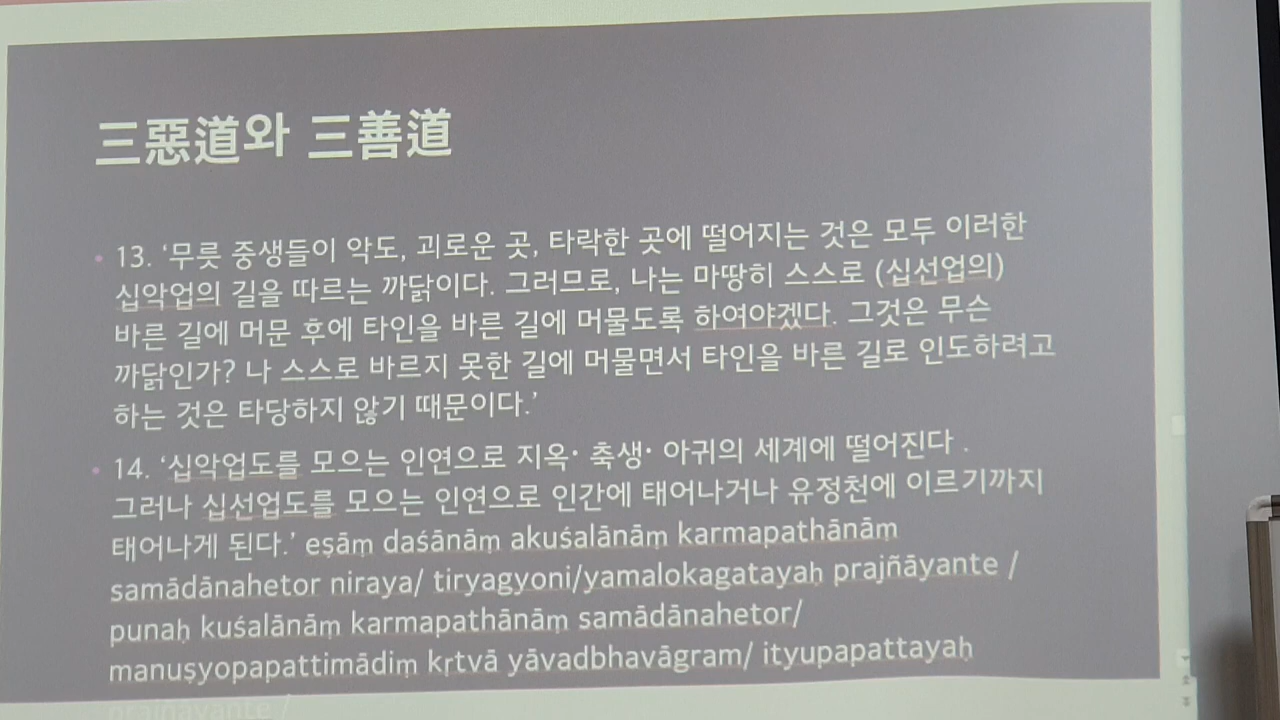 三惡道와 三善道
• 13. ‘무릇 중생들이 악도, 괴로운 곳, 타락한 곳에 떨어지는 것은 모두 이러한
십악업의 길을 따르는 까닭이다. 그러므로, 나는 마땅히 스스로 (십선업의)
바른 길에 머문 후에 타인을 바른 길에 머물도록 하여야겠다. 그것은 무슨
까닭인가? 나 스스로 바르지 못한 길에 머물면서 타인을 바른 길로 인도하려고
하는 것은 타당하지 않기 때문이다.’
• 14. ‘십악업도를 모으는 인연으로 지옥· 축생· 아귀의 세계에 떨어진다 .
그러나 십선업도를 모으는 인연으로 인간에 태어나거나 유정천에 이르기까지
태어나게 된다.’ eṣāṃ daśānāṃ akuśalānāṃ karmapathānāṃ
samādānahetor niraya/ tiryagyoni/yamalokagatayaḥ prajñāyante /
punaḥ kuśalānāṃ karmapathānāṃ samādānahetor/
manuṣyopapattimādiṃ kṛtvā yāvadbhavāgram/ ityupapattayaḥ
prajñāyante /